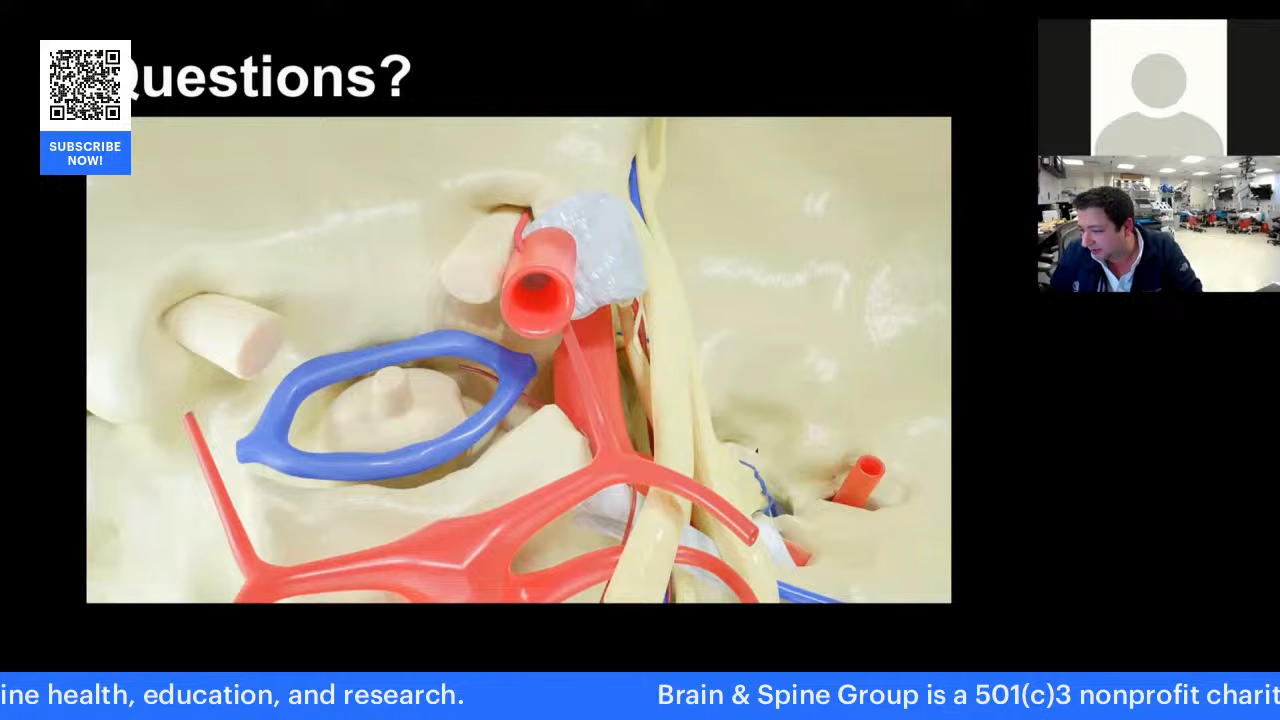 Questions?
SUBSCRIBE
NOW!
ine health, education, and research. Brain & Spine Group is a 501(c)3 nonprofit charit